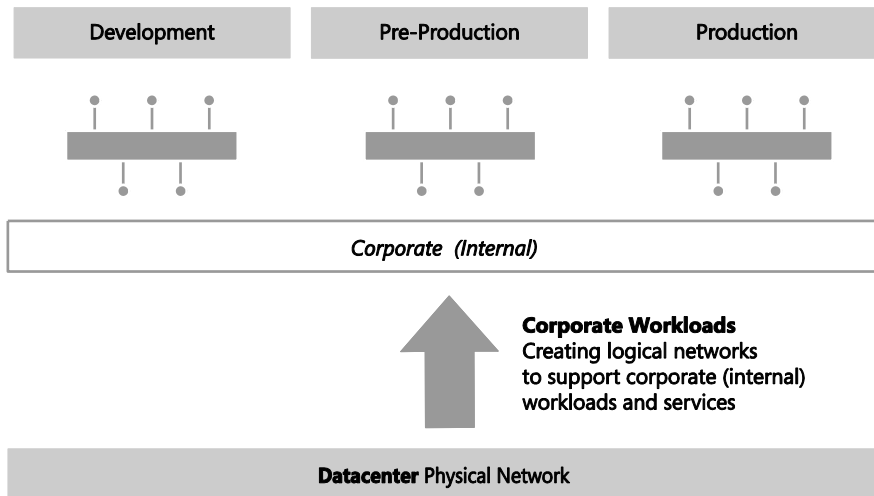 Development
Pre-Production
Production
Corporate (Internal)
Corporate Workloads
Creating logical networks
to support corporate (internal)
workloads and services
Datacenter Physical Network